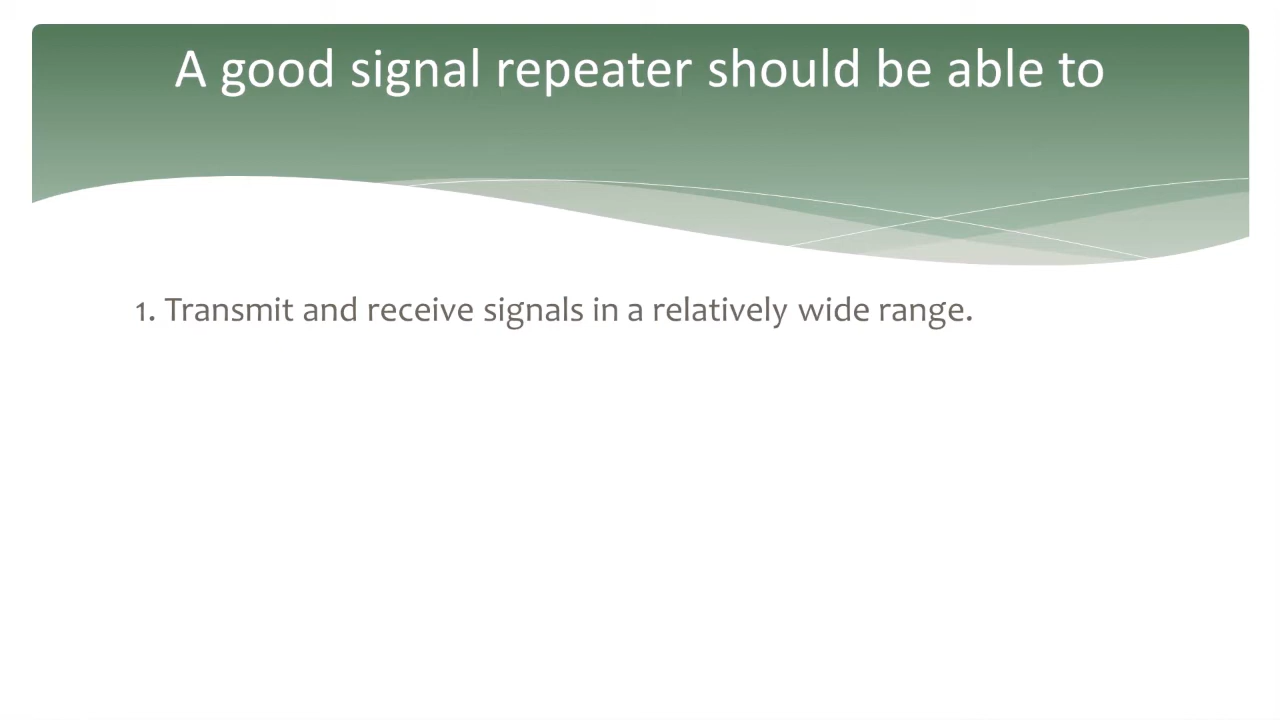 A good signal repeater should be able to
1. Transmit and receive signals in a relatively wide range.